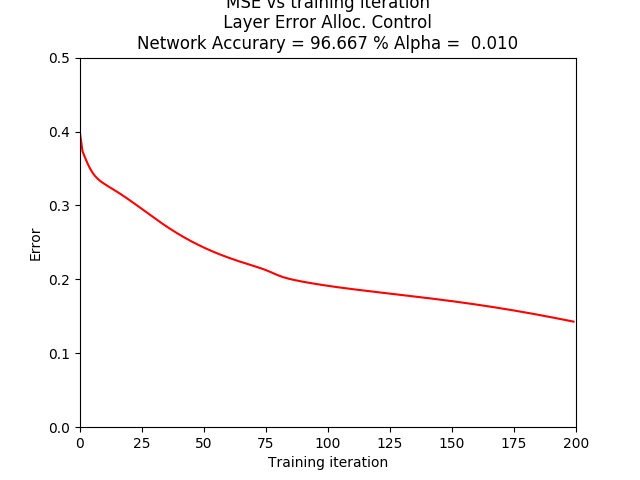 MSE vs training iteration
Layer Error Alloc. Control
Network Accurary = 96.667 % Alpha =  0.010
0.5
0.4
0.3
0.2
0.1
0.0
Error
0 25 50 75 100 125 150 175 200
Training iteration